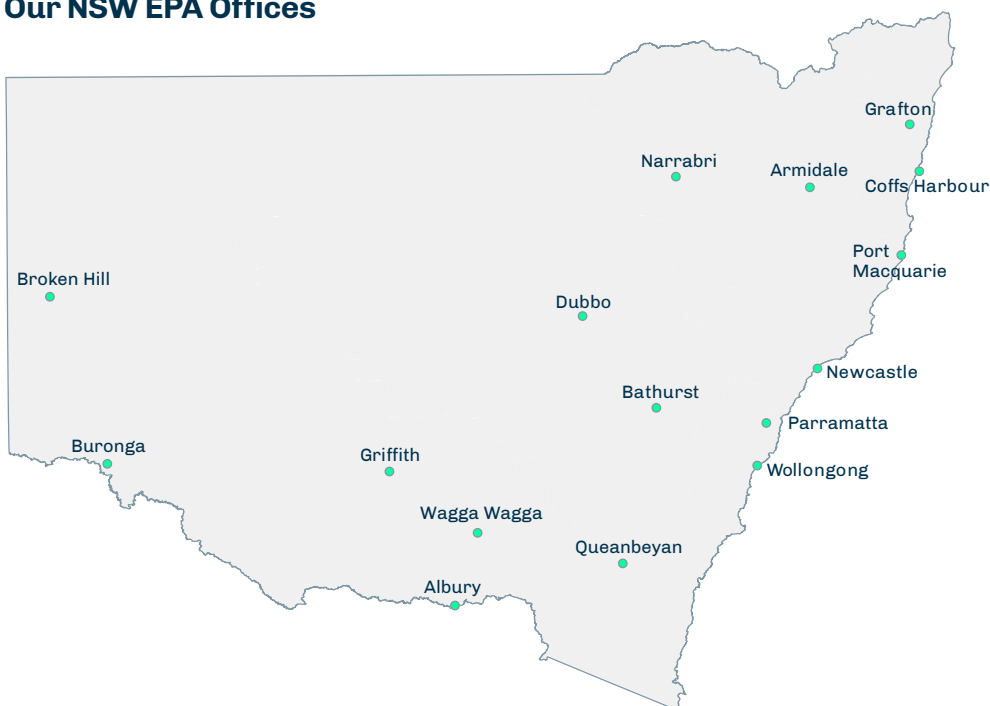 Our NSW EPA Offices
Grafton
Narrabri
Armidale
Coffs Harbour
Port
Macquarie
Broken Hill
Dubbo
Newcastle
Bathurst
Parramatta
Buronga
Griffith
Wollongong
Wagga Wagga
Queanbeyan
Albury